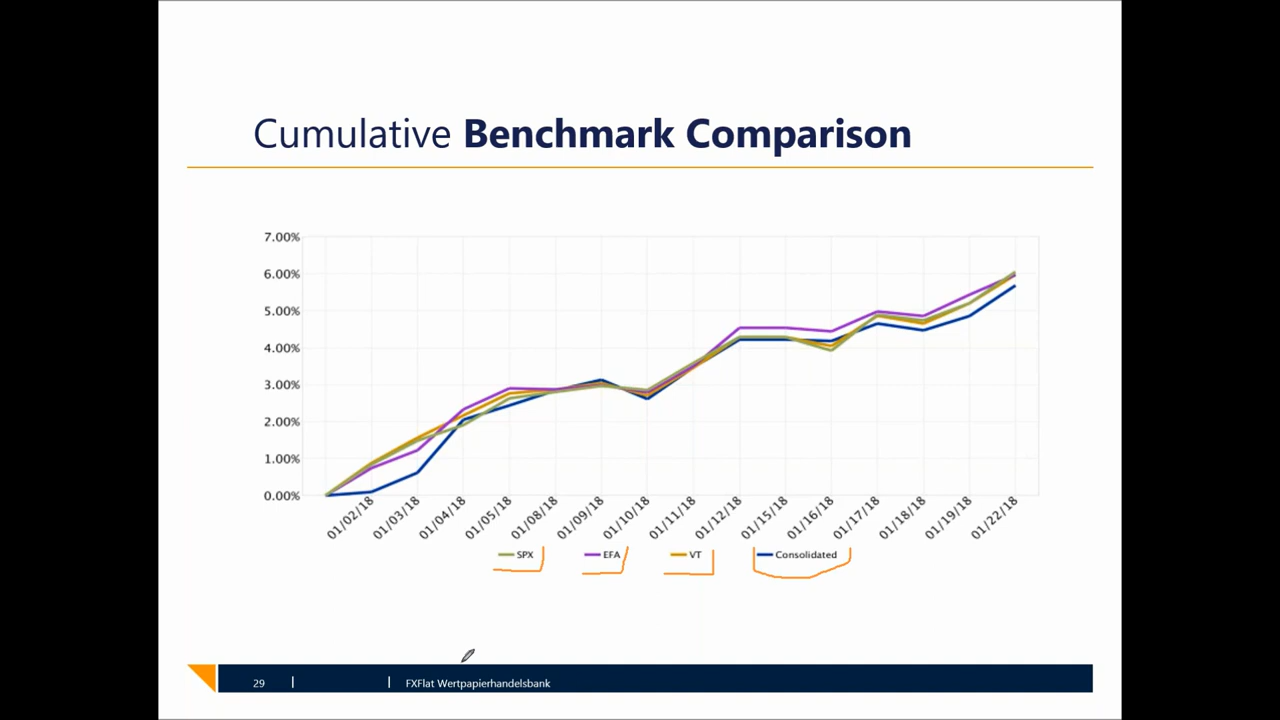 Cumulative Benchmark Comparison
7.00%
6.00%
5.00%
4.00%
3.00%
2.00%
1.00%
0.00%
01/02/18 01/03/18 01/04/18 01/05/18 01/08/18 01/09/18 01/10/18 01/11/18 01/12/18 01/15/18 01/16/18 01/17/18 01/18/18 01/19/18 01/22/18
SPX EFA VT Consolidated
29 | | FXFlat Wertpapierhandelsbank